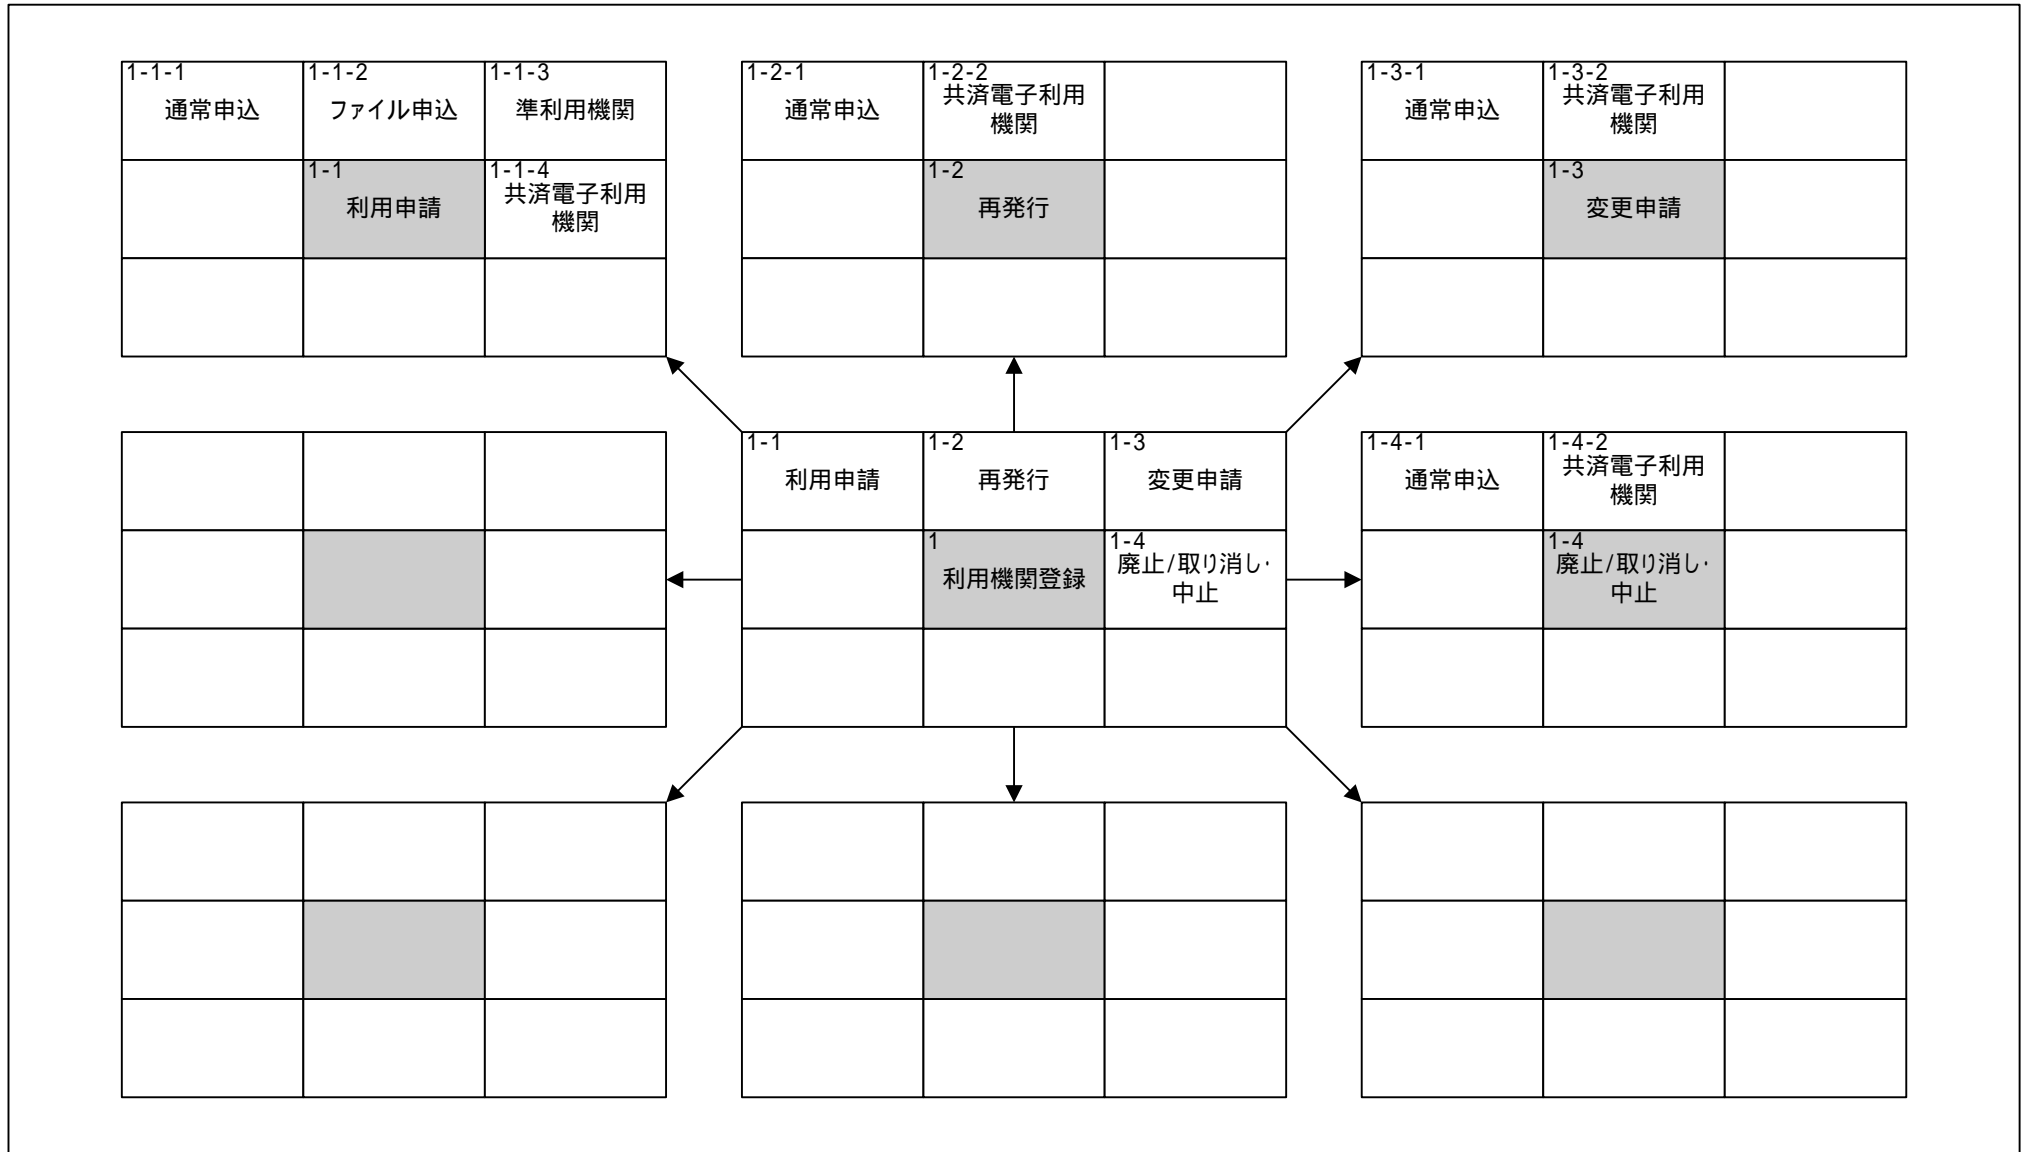 1-1-1
通常申込
1-1-2
ファイル申込
1-1-3
準利用機関
1-1
利用申請
1-1-4
共済電子利用
機関
1-2-1
通常申込
1-2-2
共済電子利用
機関
1-2
再発行
1-3-1
通常申込
1-3-2
共済電子利用
機関
1-3
変更申請
1-1
利用申請
1-2
再発行
1-3
変更申請
1
利用機関登録
1-4
廃止/取り消し・
中止
1-4-1
通常申込
1-4-2
共済電子利用
機関
1-4
廃止/取り消し・
中止